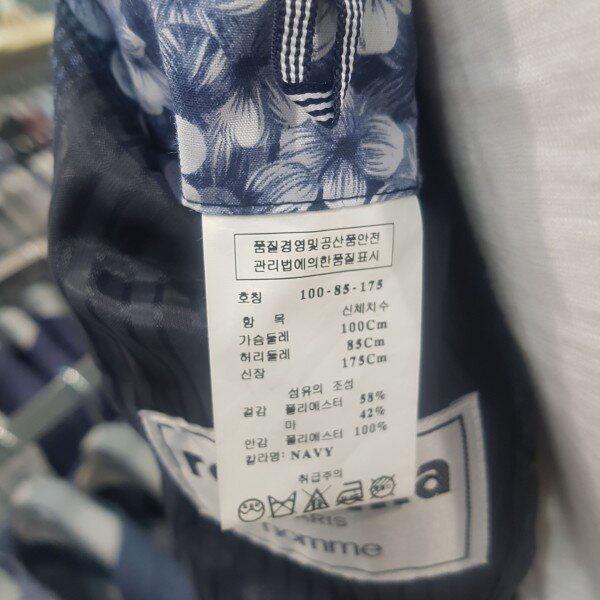 품질경영및공산품안전
관리법에의한품질표시
호칭 100-85-175
항 목 신체치수
가슴둘레 100Cm
허리둘레 85Cm
신장 175Cm
섬유의 조성
겉감 폴리에스터 58%
마 42%
안감 폴리에스터 100%
칼라명: NAVY
취급주의
homme